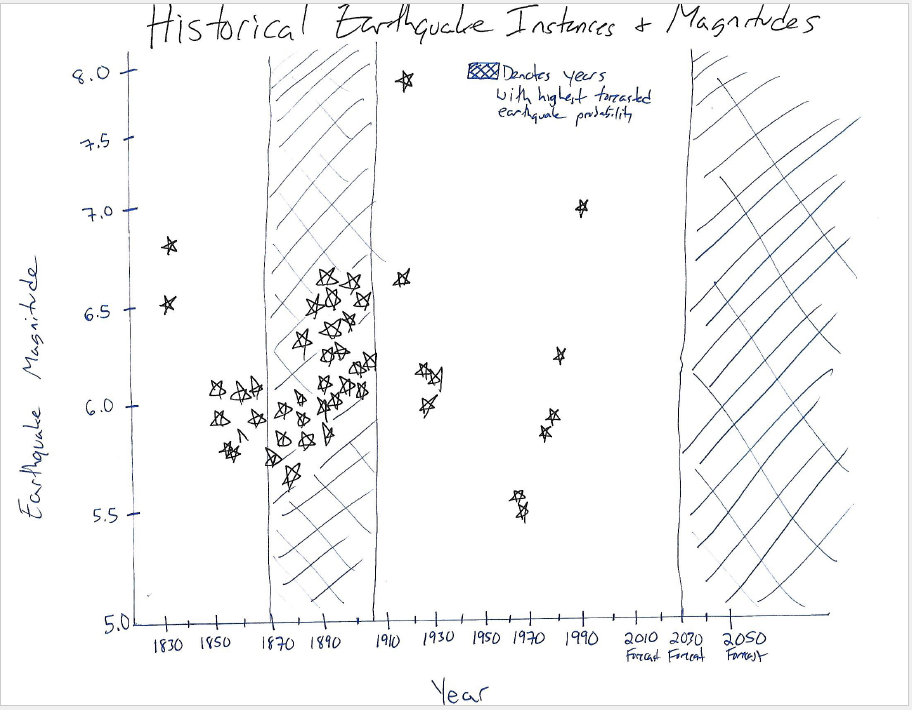 Historical Earthquake Instances + Magnitudes
Denotes years
with highest forecasted
earthquake probability
8.0
7.5
7.0
6.5
6.0
5.5
5.0
Earthquake Magnitude
1830 1850 1870 1890 1910 1930 1950 1970 1990 2010 2030 2050
Forecast Forecast Forecast
Year